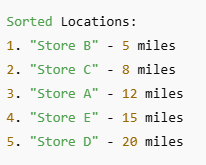 Sorted Locations:
1. "Store B" - 5 miles
2. "Store C" - 8 miles
3. "Store A" - 12 miles
4. "Store E" - 15 miles
5. "Store D" - 20 miles